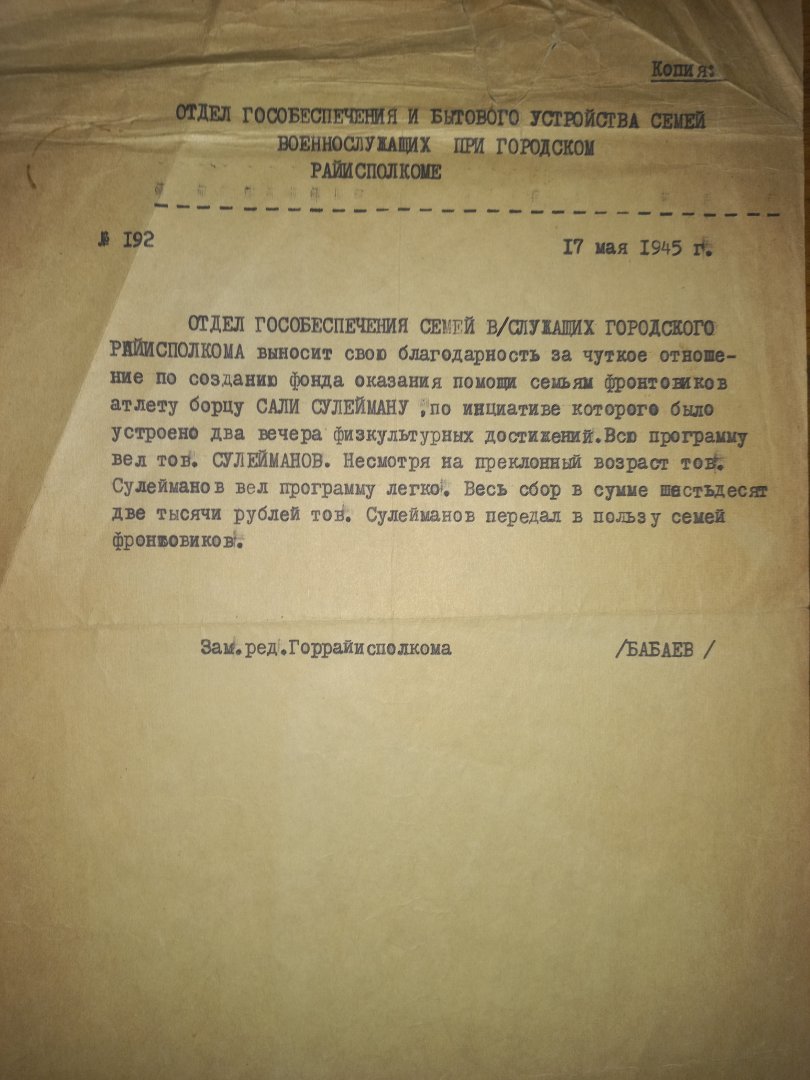 Копия:
ОТДЕЛ ГОСОБЕСПЕЧЕНИЯ И БЫТОВОГО УСТРОЙСТВА СЕМЕЙ
ВОЕННОСЛУЖАЩИХ ПРИ ГОРОДСКОМ
РАЙИСПОЛКОМЕ
№ 192
17 мая 1945 г.
ОТДЕЛ ГОСОБЕСПЕЧЕНИЯ СЕМЕЙ В/СЛУЖАЩИХ ГОРОДСКОГО
РАЙИСПОЛКОМА выносит свою благодарность за чуткое отноше-
ние по созданию фонда оказания помощи семьям фронтовиков
атлету борцу САЛИ СУЛЕЙМАНУ ,по инциативе которого было
устроено два вечера физкультурных достижений.Всю программу
вел тов. СУЛЕЙМАНОВ. Несмотря на преклонный возраст тов.
Сулейманов вел программу легко. Весь сбор в сумме шестьдесят
две тысячи рублей тов. Сулейманов передал в пользу семей
фронтовиков.
Зам.ред.Горрайисполкома /БАБАЕВ /